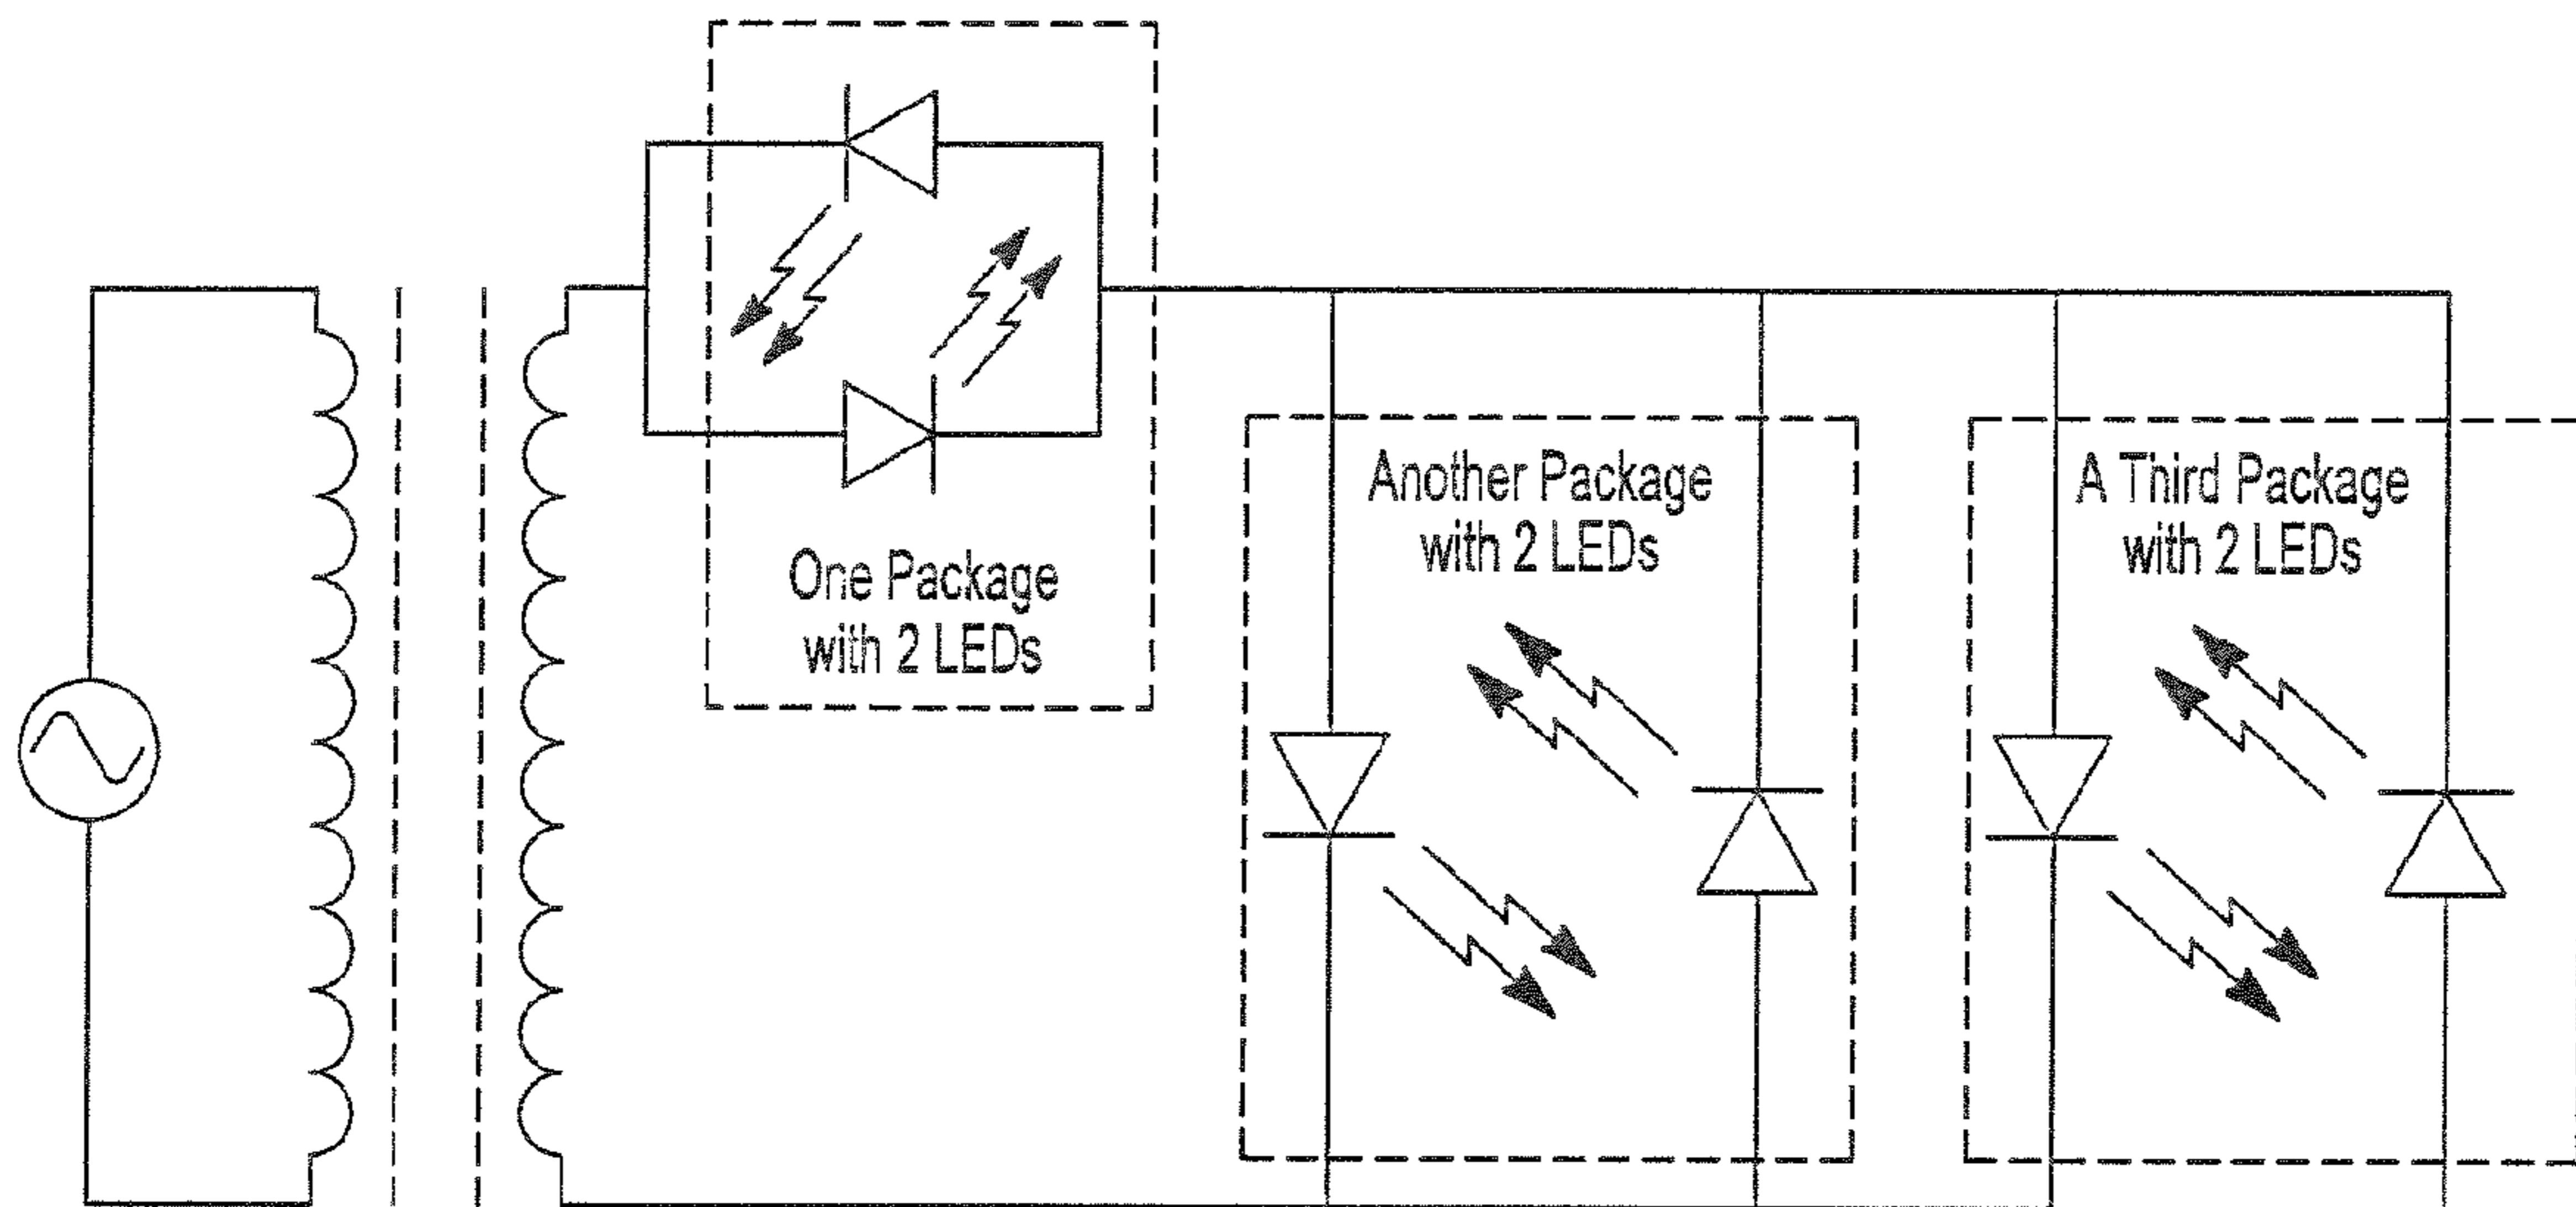 One Package
with 2 LEDs
Another Package
with 2 LEDs
A Third Package
with 2 LEDs